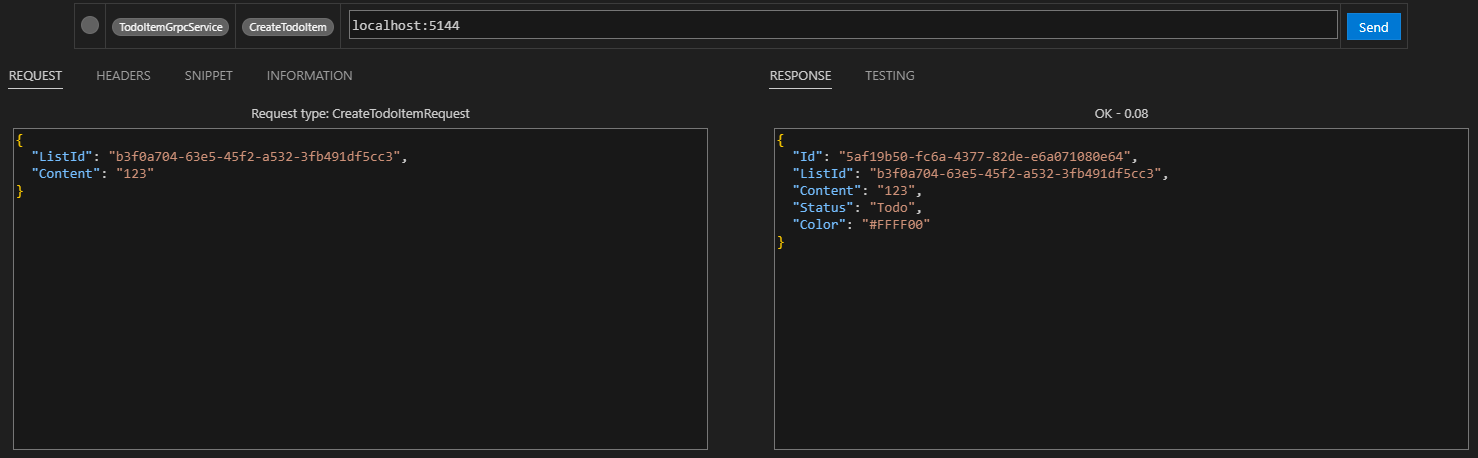 TodoItemGrpcService CreateTodoItem localhost:5144 Send
REQUEST HEADERS SNIPPET INFORMATION
Request type: CreateTodoItemRequest
{
"ListId": "b3f0a704-63e5-45f2-a532-3fb491df5cc3",
"Content": "123"
}
RESPONSE TESTING
OK - 0.08
{
"Id": "5af19b50-fc6a-4377-82de-e6a071080e64",
"ListId": "b3f0a704-63e5-45f2-a532-3fb491df5cc3",
"Content": "123",
"Status": "Todo",
"Color": "#FFFF00"
}